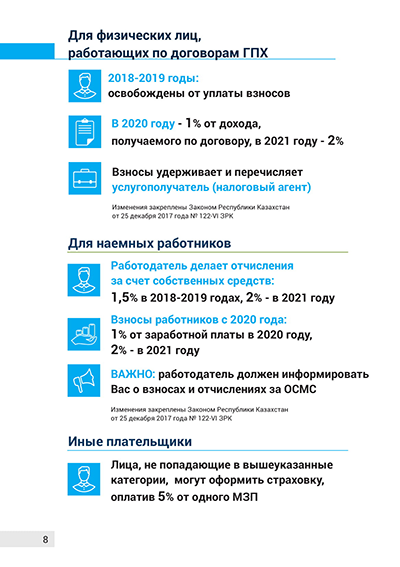 Для физических лиц,
работающих по договорам ГПХ
2018-2019 годы:
освобождены от уплаты взносов
В 2020 году - 1% от дохода,
получаемого по договору, в 2021 году - 2%
Взносы удерживает и перечисляет
услугополучатель (налоговый агент)
Изменения закреплены Законом Республики Казахстан
от 25 декабря 2017 года № 122-VI ЗРК
Для наемных работников
Работодатель делает отчисления
за счет собственных средств:
1,5% в 2018-2019 годах, 2% - в 2021 году
Взносы работников с 2020 года:
1% от заработной платы в 2020 году,
2% - в 2021 году
ВАЖНО: работодатель должен информировать
Вас о взносах и отчислениях за ОСМС
Изменения закреплены Законом Республики Казахстан
от 25 декабря 2017 года № 122-VI ЗРК
Иные плательщики
Лица, не попадающие в вышеуказанные
категории, могут оформить страховку,
оплатив 5% от одного МЗП
8